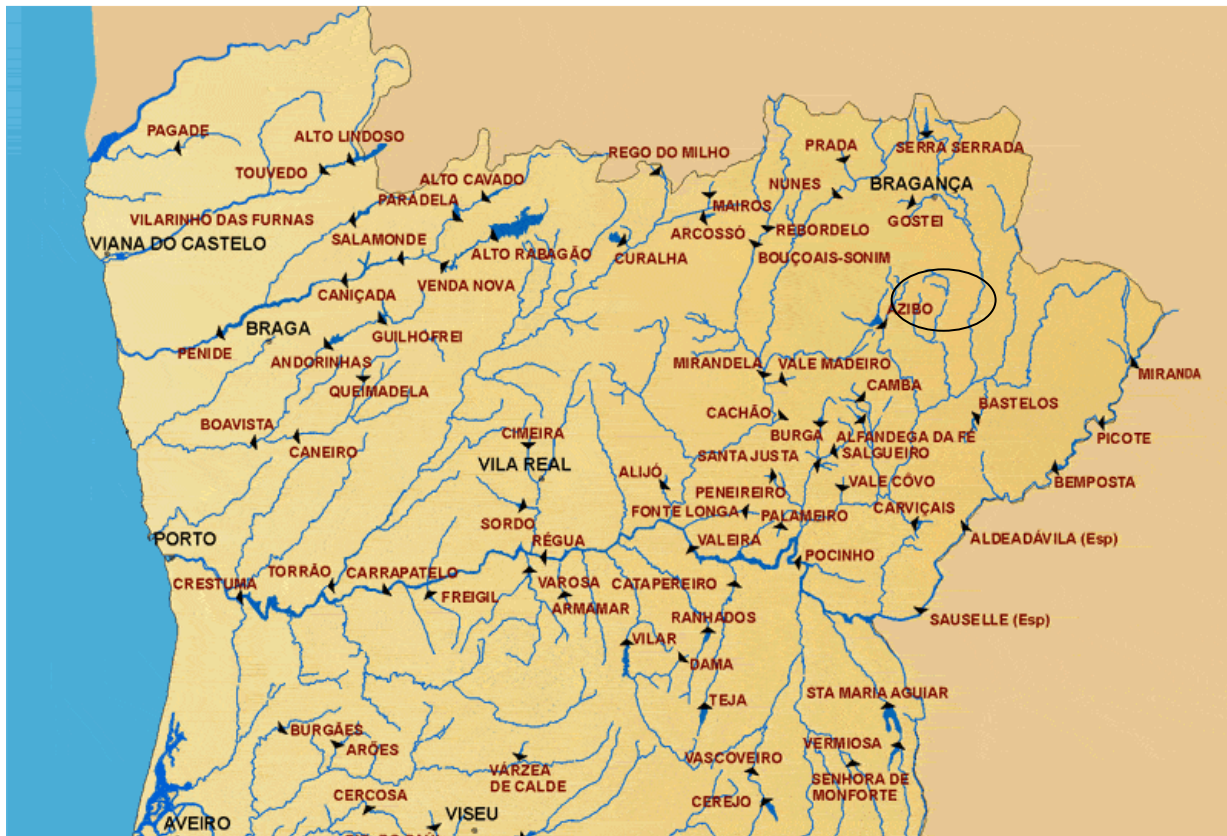 PAGADE
ALTO LINDOSO
TOUVEDO
REGO DO MILHO
PRADA
SERRA SERRADA
ALTO CAVADO
NUNES
BRAGANÇA
PARADELA
MAIRÓS
GOSTEI
VILARINHO DAS FURNAS
ARCOSSÓ
REBORDELO
VIANA DO CASTELO
SALAMONDE
ALTO RABAGÃO
CURALHA
BOUÇOAIS-SONIM
VENDA NOVA
CANIÇADA
AZIBO
BRAGA
GUILHOFREI
PENIDE
ANDORINHAS
MIRANDELA
VALE MADEIRO
MIRANDA
QUEIMADELA
CAMBA
BASTELOS
CACHÃO
BOAVISTA
CIMEIRA
BURGA
ALFANDEGA DA FÉ
PICOTE
CANEIRO
SANTA JUSTA
SALGUEIRO
VILA REAL
ALIJÓ
VALE CÔVO
BEMPOSTA
PENEIREIRO
SORDO
FONTE LONGA
PALAMEIRO
CARVIÇAIS
PORTO
RÉGUA
VALEIRA
ALDEADÁVILA (Esp)
POCINHO
TORRÃO
CARRAPATELO
CRESTUMA
VAROSA
CATAPEREIRO
FREIGIL
ARMAMAR
RANHADOS
SAUSELLE (Esp)
VILAR
DAMA
STA MARIA AGUIAR
TEJA
BURGÃES
ARÕES
VERMIOSA
VÁRZEA
DE CALDE
VASCOVEIRO
SENHORA DE
MONFORTE
CERCOSA
CEREJO
VISEU
AVEIRO